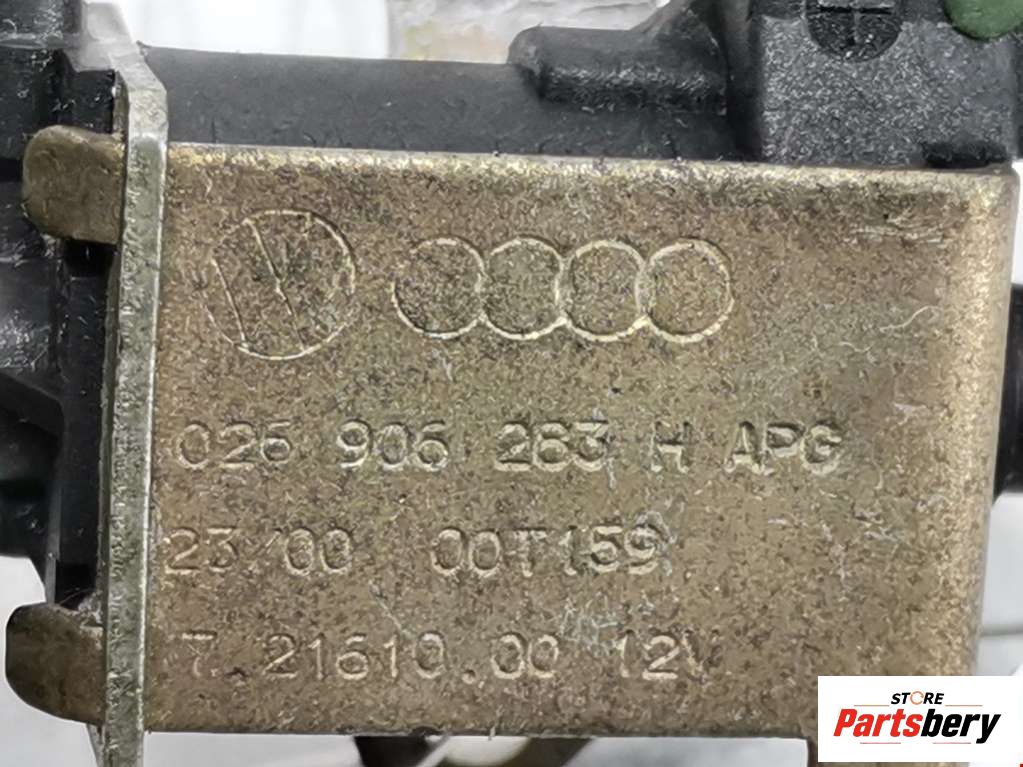 026 906 283 H APG
23/00 00T159
7.21610.00 12V
STORE
Partsbery